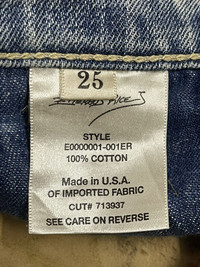 25
STYLE
E0000001-001ER
100% COTTON
Made in U.S.A.
OF IMPORTED FABRIC
CUT# 713937
SEE CARE ON REVERSE